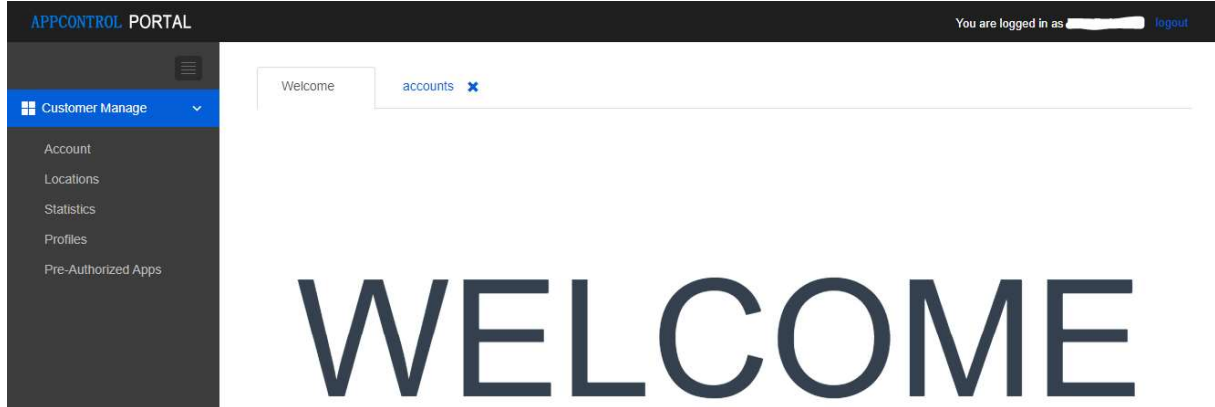 APPCONTROL PORTAL
You are logged in as
logout
Welcome
accounts
Customer Manage
Account
Locations
Statistics
Profiles
Pre-Authorized Apps
WELCOME